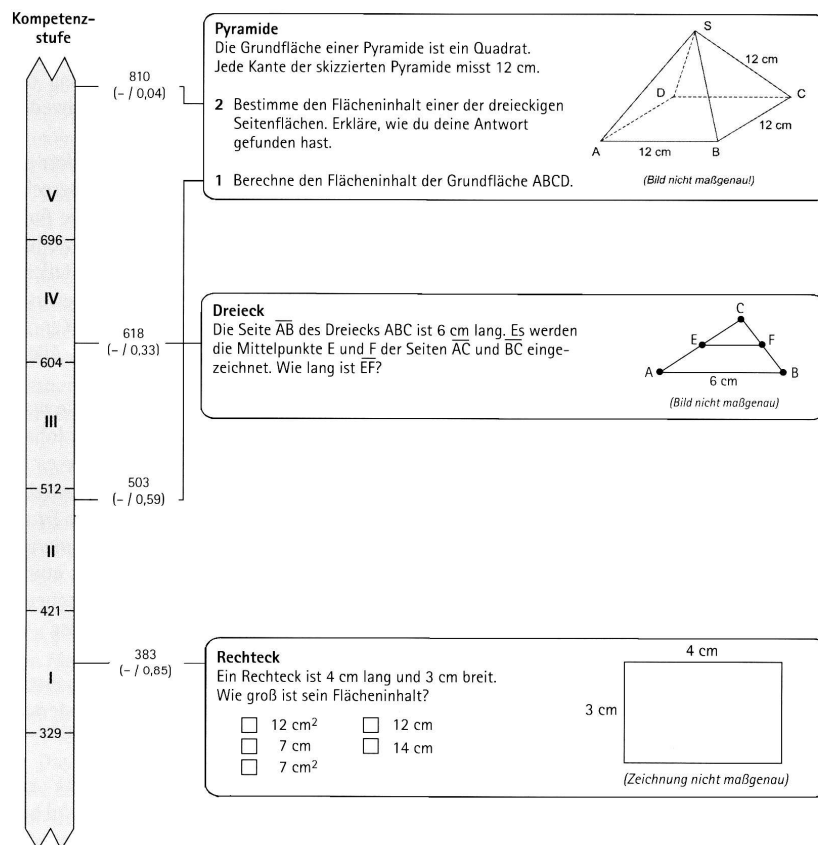 Kompetenz-
stufe
V
696
IV
604
III
512
II
421
I
329
810
(– / 0,04)
618
(– / 0,33)
503
(– / 0,59)
383
(– / 0,85)
Pyramide
Die Grundfläche einer Pyramide ist ein Quadrat.
Jede Kante der skizzierten Pyramide misst 12 cm.
2 Bestimme den Flächeninhalt einer der dreieckigen
Seitenflächen. Erkläre, wie du deine Antwort
gefunden hast.
1 Berechne den Flächeninhalt der Grundfläche ABCD.
S
12 cm
D
C
12 cm
A
12 cm
B
(Bild nicht maßgenau!)
Dreieck
Die Seite AB des Dreiecks ABC ist 6 cm lang. Es werden
die Mittelpunkte E und F der Seiten AC und BC einge-
zeichnet. Wie lang ist EF?
C
E
F
A
B
6 cm
(Bild nicht maßgenau)
Rechteck
Ein Rechteck ist 4 cm lang und 3 cm breit.
Wie groß ist sein Flächeninhalt?
12 cm²
12 cm
7 cm
14 cm
7 cm²
4 cm
3 cm
(Zeichnung nicht maßgenau)